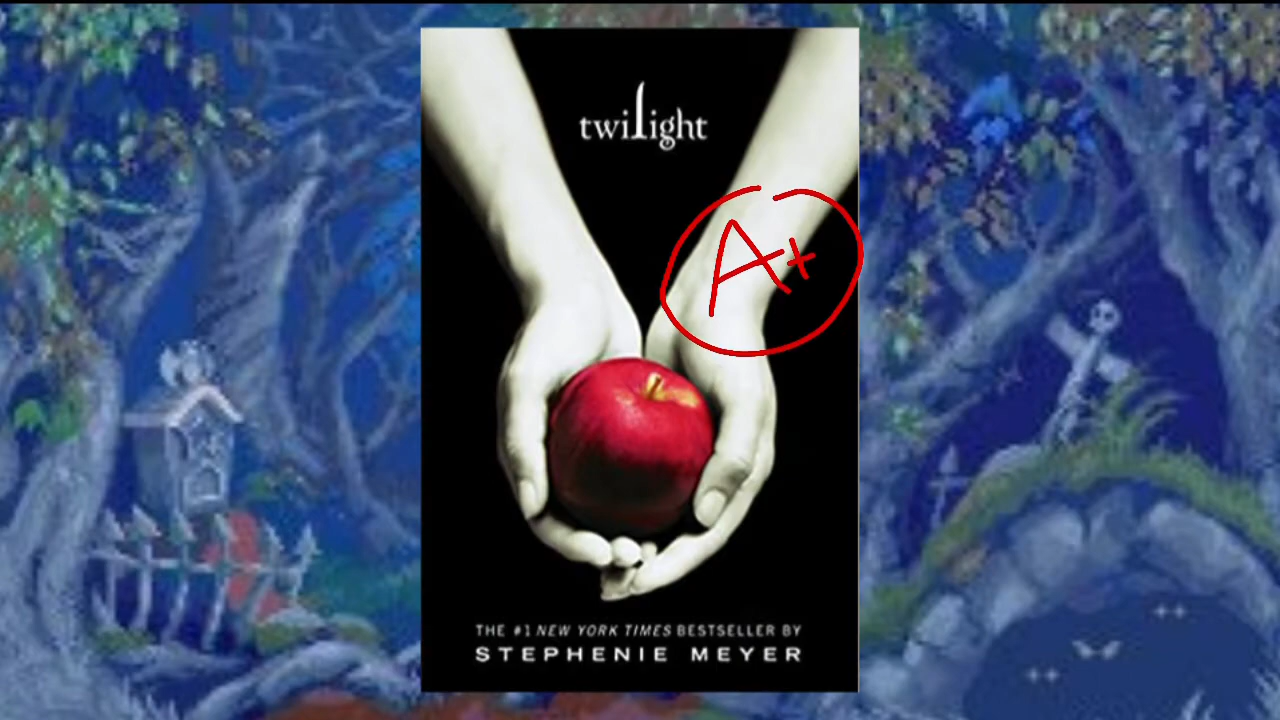 twilight
A+
THE #1 NEW YORK TIMES BESTSELLER BY
STEPHENIE MEYER